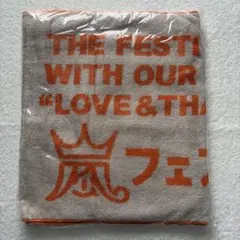 THE FESTI
WITH OUR
"LOVE&THA
嵐 フェ